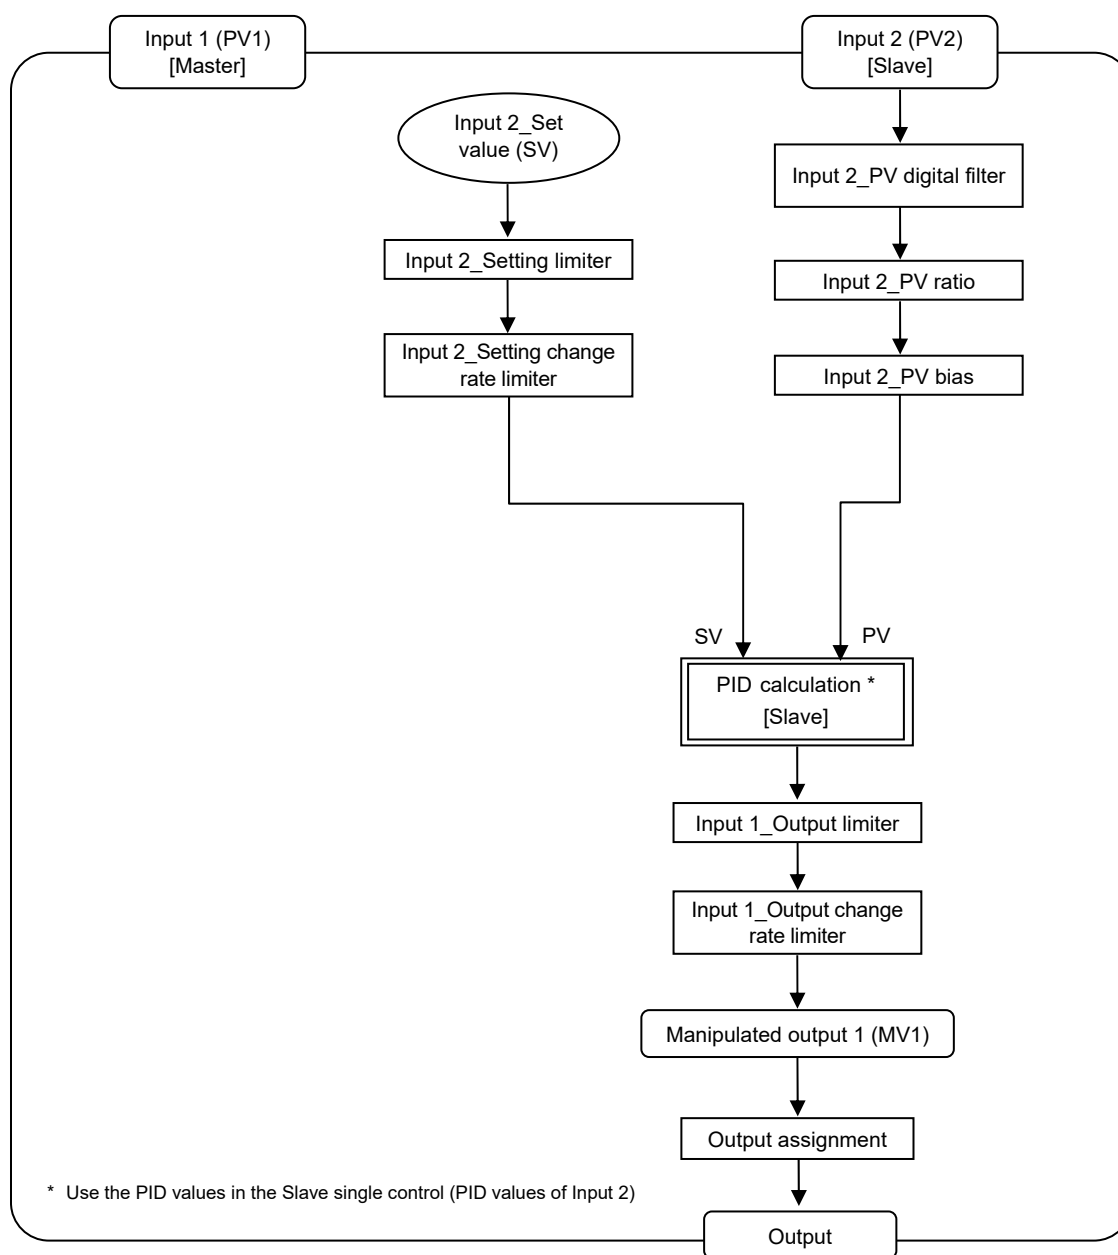 Input 1 (PV1)
[Master]
Input 2 (PV2)
[Slave]
Input 2_Set
value (SV)
Input 2_PV digital filter
Input 2_Setting limiter
Input 2_PV ratio
Input 2_Setting change
rate limiter
Input 2_PV bias
SV
PV
PID calculation *
[Slave]
Input 1_Output limiter
Input 1_Output change
rate limiter
Manipulated output 1 (MV1)
Output assignment
* Use the PID values in the Slave single control (PID values of Input 2)
Output